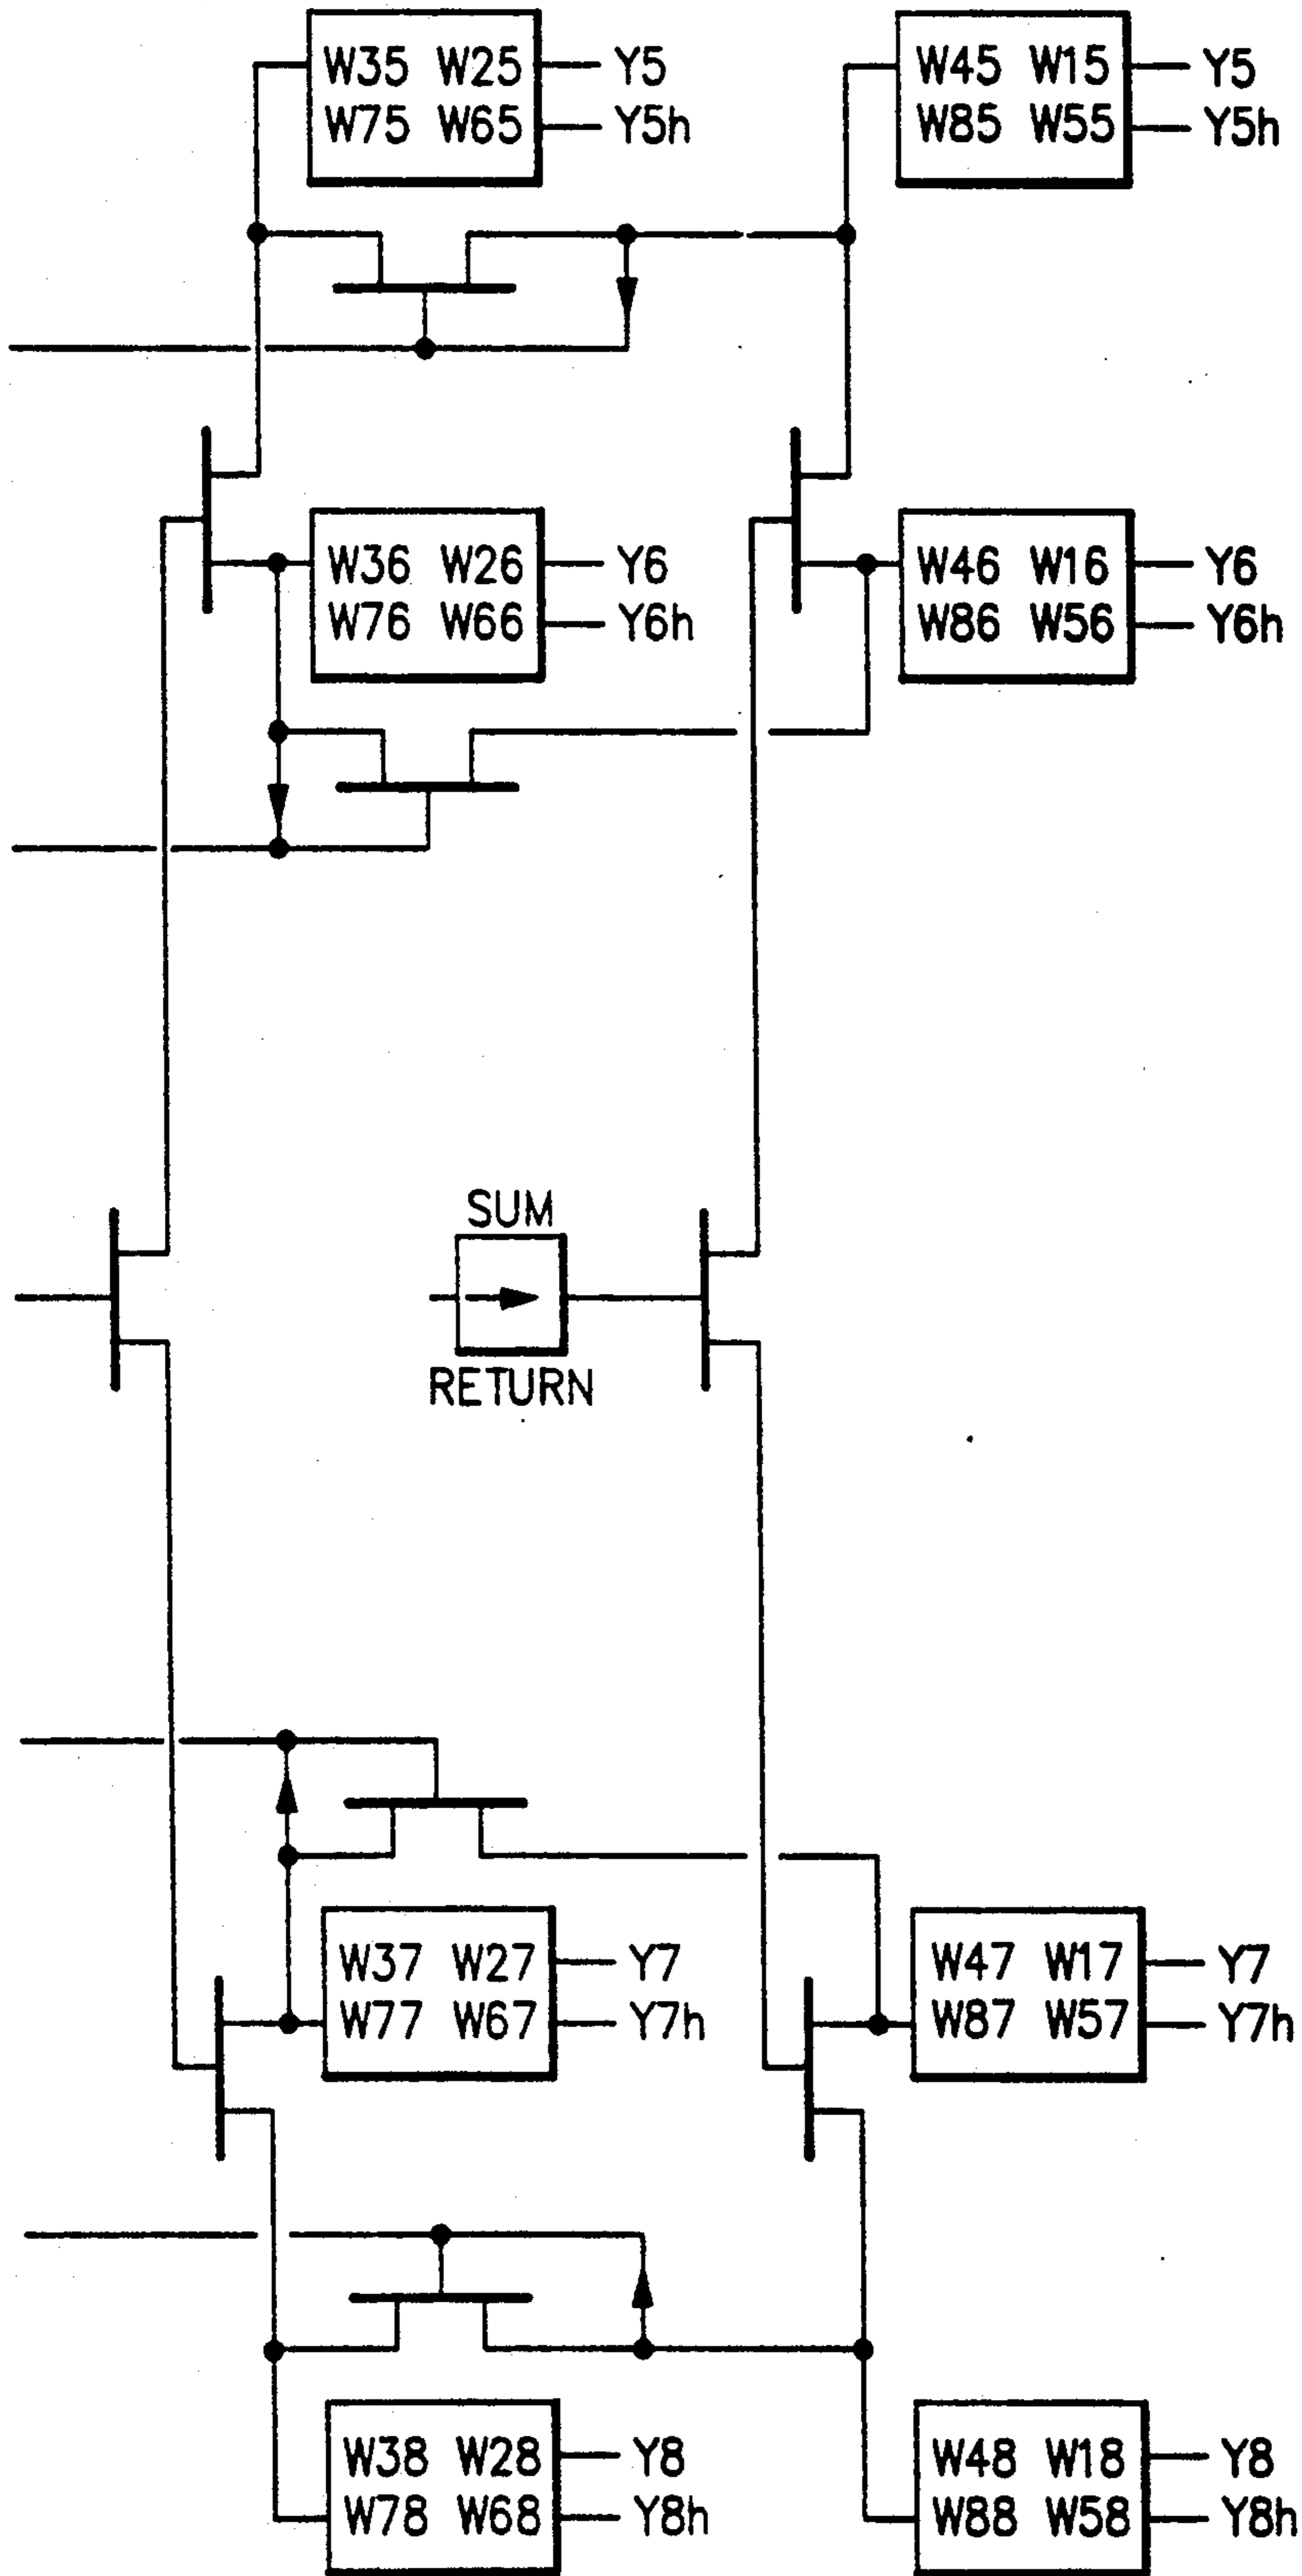 W35 W25 Y5
W75 W65 Y5h
W45 W15 Y5
W85 W55 Y5h
W36 W26 Y6
W76 W66 Y6h
W46 W16 Y6
W86 W56 Y6h
SUM
RETURN
W37 W27 Y7
W77 W67 Y7h
W47 W17 Y7
W87 W57 Y7h
W38 W28 Y8
W78 W68 Y8h
W48 W18 Y8
W88 W58 Y8h